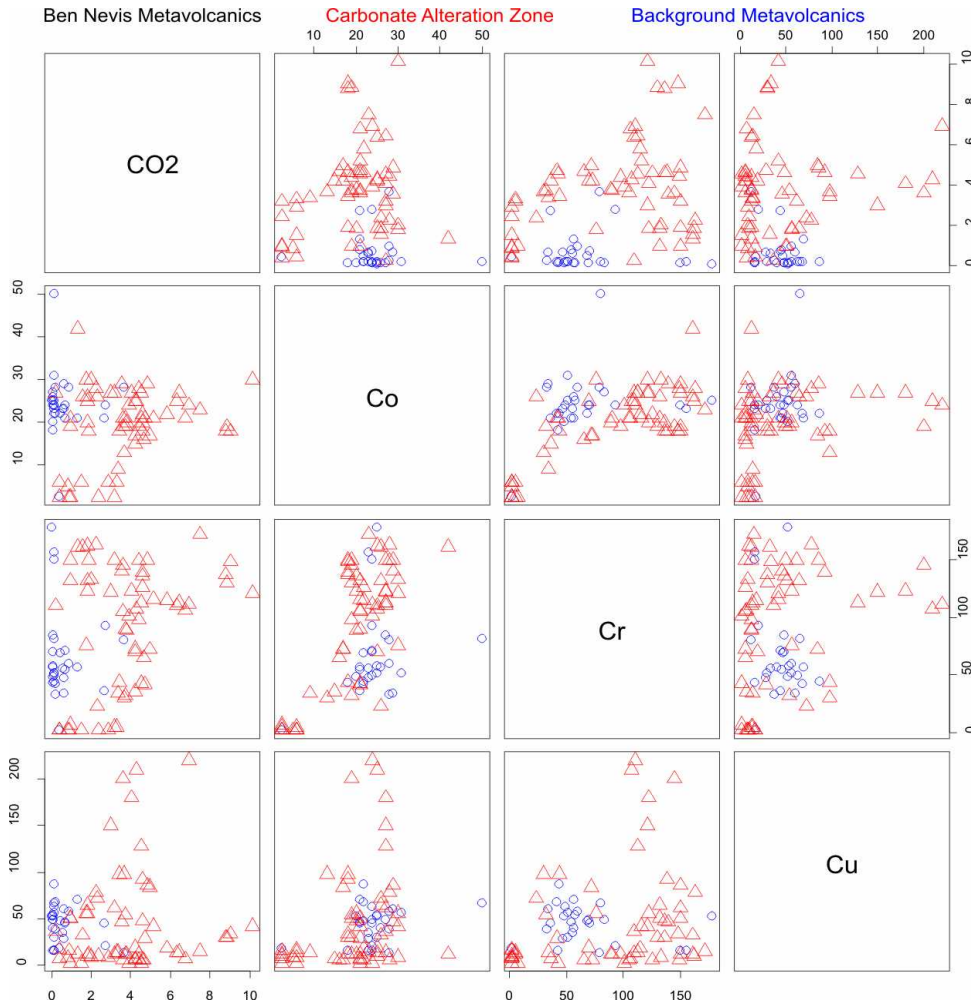 Ben Nevis Metavolcanics Carbonate Alteration Zone Background Metavolcanics
10 20 30 40 50 0 50 100 150 200
CO2
0 2 4 6 8 10
10 20 30 40 50
Co
Cr
0 50 100 150
0 50 100 150 200
Cu
0 2 4 6 8 10 0 50 100 150